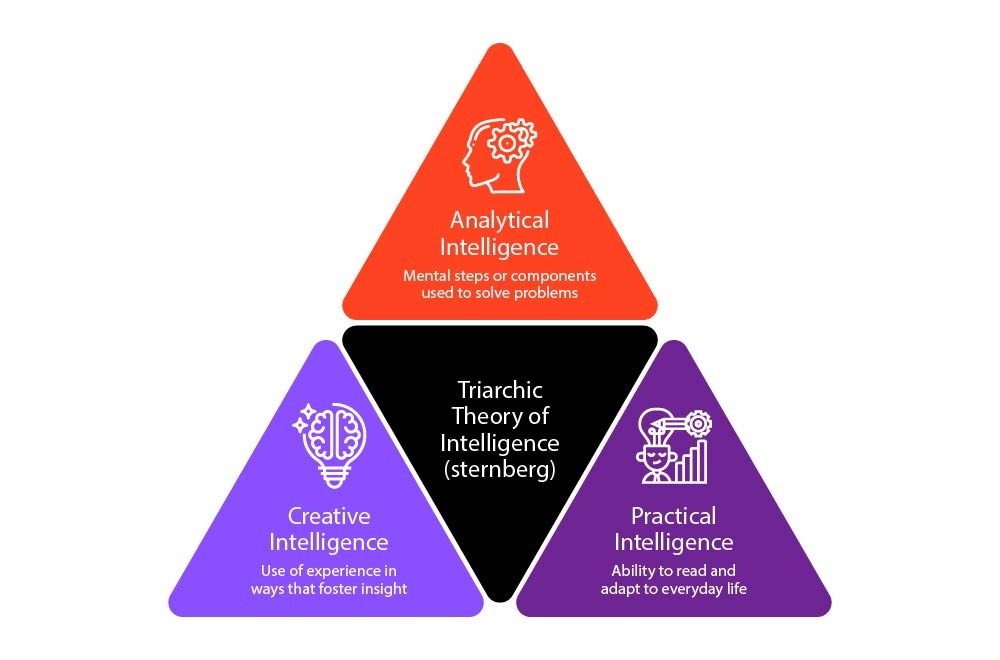 Analytical
Intelligence
Mental steps or components
used to solve problems
Triarchic
Theory of
Intelligence
(sternberg)
Creative
Intelligence
Use of experience in
ways that foster insight
Practical
Intelligence
Ability to read and
adapt to everyday life